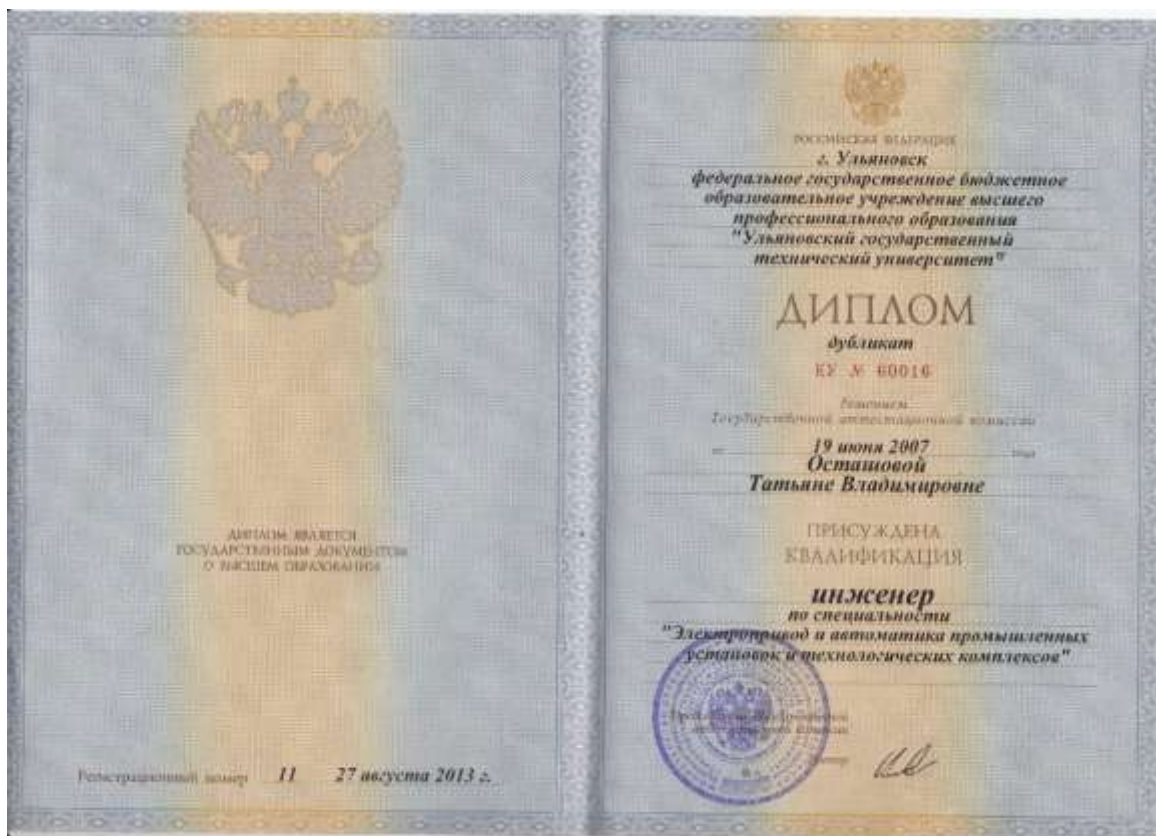 ДИПЛОМ ЯВЛЯЕТСЯ
ГОСУДАРСТВЕННЫМ ДОКУМЕНТОМ
О ВЫСШЕМ ОБРАЗОВАНИИ
Регистрационный номер 11 27 августа 2013 г.
РОССИЙСКАЯ ФЕДЕРАЦИЯ
г. Ульяновск
федеральное государственное бюджетное
образовательное учреждение высшего
профессионального образования
"Ульяновский государственный
технический университет"
ДИПЛОМ
дубликат
КУ № 60016
Решением
Государственной аттестационной комиссии
от 19 июня 2007 года
Осташовой
Татьяне Владимировне
ПРИСУЖДЕНА
КВАЛИФИКАЦИЯ
инженер
по специальности
"Электропривод и автоматика промышленных
установок и технологических комплексов"